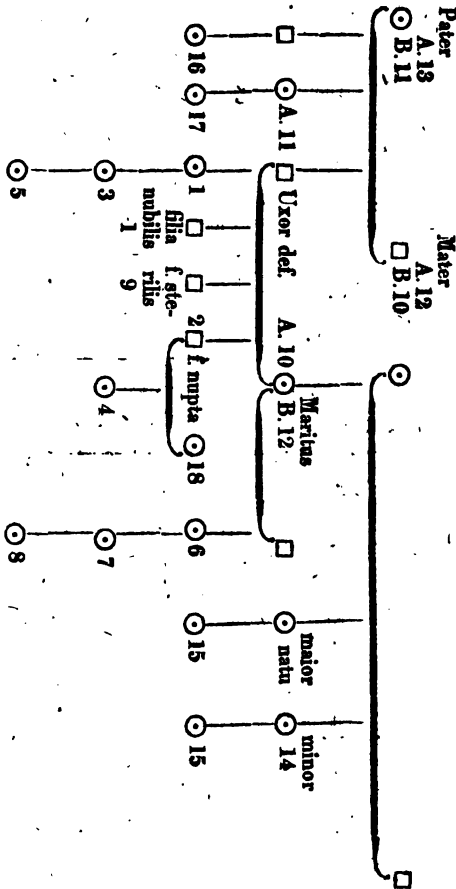 Pater Mater
A. 13 A. 12
B. 11 B. 10
Maritus maior minor
A. 11 Uxor def. A. 10 B. 12 natu 14
16 17 1 2 f. nupta 18 6 15 15
filia f. ste-
nubilis rilis
1 9
3 4 7
5 8